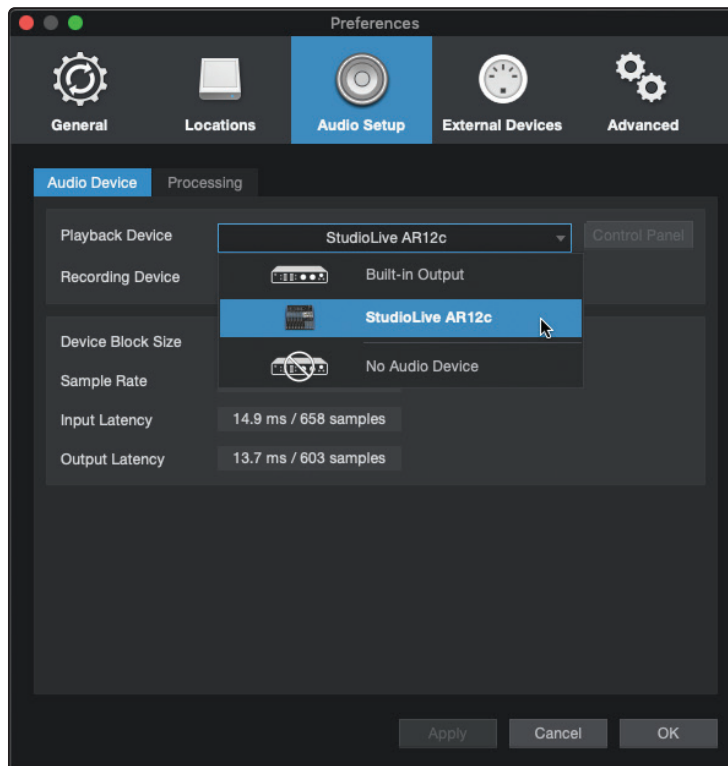 Preferences
General Locations Audio Setup External Devices Advanced
Audio Device Processing
Playback Device StudioLive AR12c Control Panel
Recording Device Built-in Output
StudioLive AR12c
Device Block Size
No Audio Device
Sample Rate
Input Latency 14.9 ms / 658 samples
Output Latency 13.7 ms / 603 samples
Apply Cancel OK